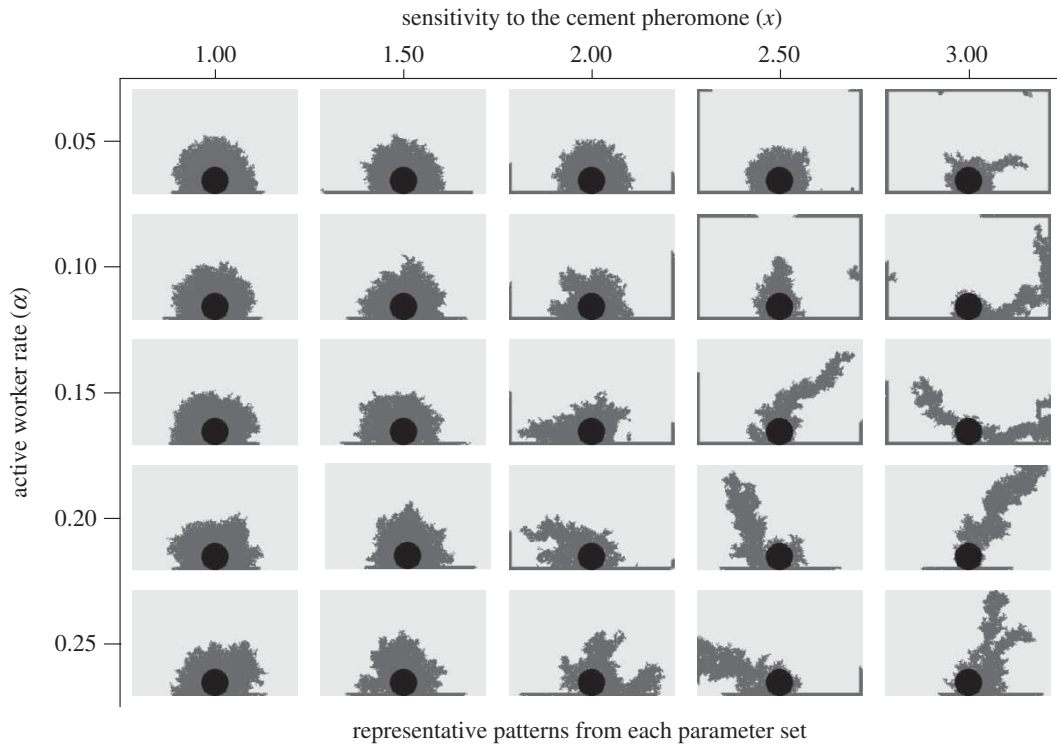 sensitivity to the cement pheromone (x)
1.00 1.50 2.00 2.50 3.00
active worker rate (α)
0.05
0.10
0.15
0.20
0.25
representative patterns from each parameter set